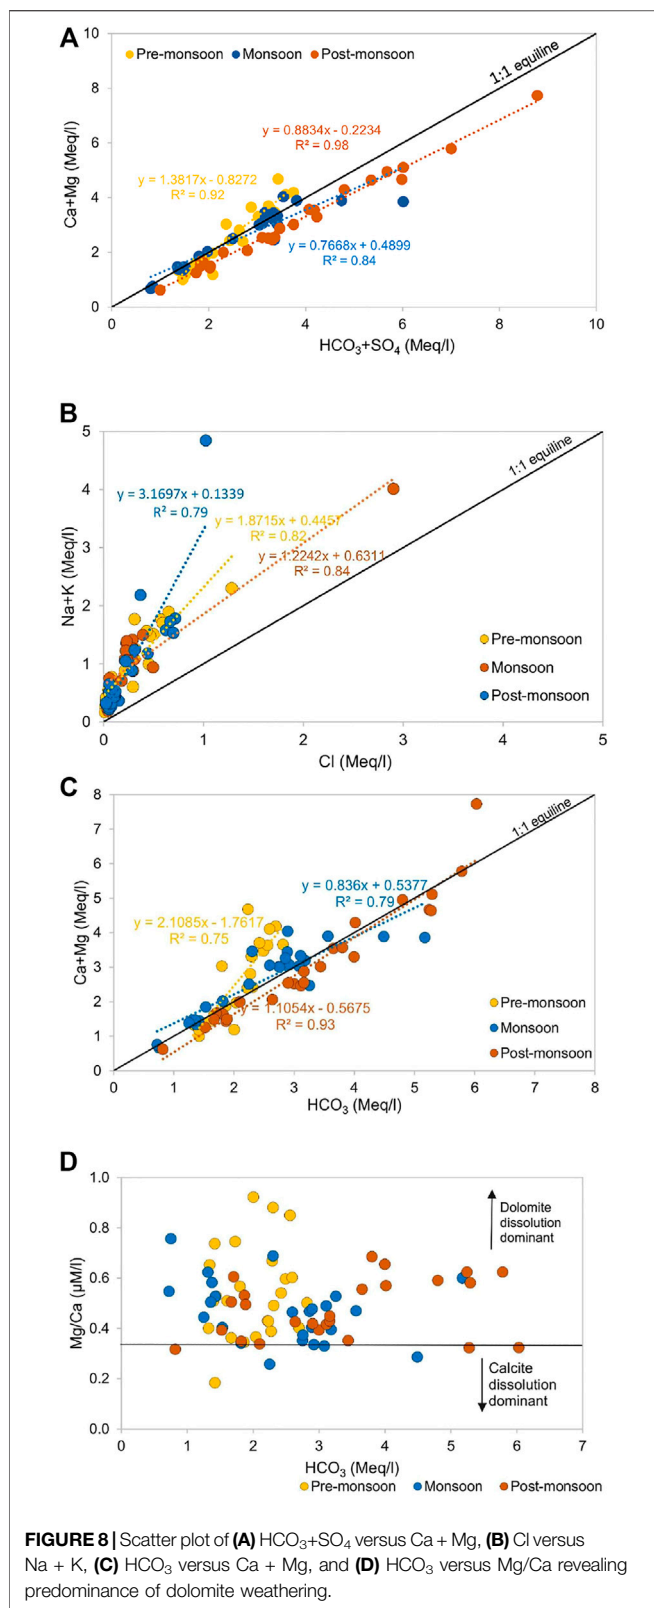 A
Pre-monsoon Monsoon Post-monsoon
1:1 equiline
10
8
6
4
2
0
Ca+Mg (Meq/l)
y = 0.8834x - 0.2234
R² = 0.98
y = 1.3817x - 0.8272
R² = 0.92
y = 0.7668x + 0.4899
R² = 0.84
0 2 4 6 8 10
HCO₃+SO₄ (Meq/l)
B
5
4
3
2
1
0
Na+K (Meq/l)
1:1 equiline
y = 3.1697x + 0.1339
R² = 0.79
y = 1.8715x + 0.4457
R² = 0.82
y = 1.2242x + 0.6311
R² = 0.84
Pre-monsoon
Monsoon
Post-monsoon
0 1 2 3 4 5
Cl (Meq/l)
C
8
7
6
5
4
3
2
1
0
Ca+Mg (Meq/l)
1:1 equiline
y = 0.836x + 0.5377
R² = 0.79
y = 2.1085x - 1.7617
R² = 0.75
y = 1.1054x - 0.5675
R² = 0.93
Pre-monsoon
Monsoon
Post-monsoon
0 1 2 3 4 5 6 7 8
HCO₃ (Meq/l)
D
1.0
0.8
0.6
0.4
0.2
0.0
Mg/Ca (µM/l)
Dolomite
dissolution
dominant
Calcite
dissolution
dominant
0 1 2 3 4 5 6 7
HCO₃ (Meq/l)
Pre-monsoon Monsoon Post-monsoon
FIGURE 8 | Scatter plot of (A) HCO₃+SO₄ versus Ca + Mg, (B) Cl versus
Na + K, (C) HCO₃ versus Ca + Mg, and (D) HCO₃ versus Mg/Ca revealing
predominance of dolomite weathering.